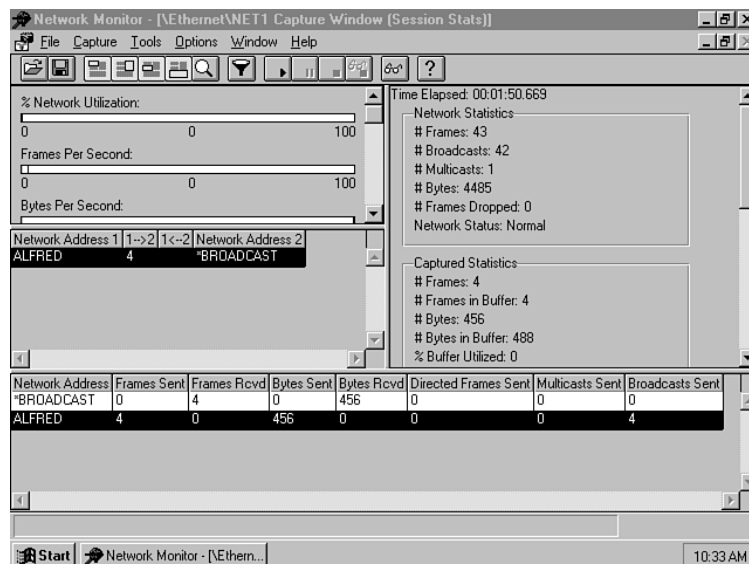 Network Monitor - [\Ethernet\NET1 Capture Window (Session Stats)]
File Capture Tools Options Window Help
% Network Utilization:
0 0 100
Frames Per Second:
0 0 100
Bytes Per Second:
Time Elapsed: 00:01:50.669
Network Statistics
# Frames: 43
# Broadcasts: 42
# Multicasts: 1
# Bytes: 4485
# Frames Dropped: 0
Network Status: Normal
Network Address 1 1-->2 1<--2 Network Address 2
ALFRED 4 *BROADCAST
Captured Statistics
# Frames: 4
# Frames in Buffer: 4
# Bytes: 456
# Bytes in Buffer: 488
% Buffer Utilized: 0
Network Address Frames Sent Frames Rcvd Bytes Sent Bytes Rcvd Directed Frames Sent Multicasts Sent Broadcasts Sent
*BROADCAST 0 4 0 456 0 0 0
ALFRED 4 0 456 0 0 0 4
Start Network Monitor - [\Ethern... 10:33 AM